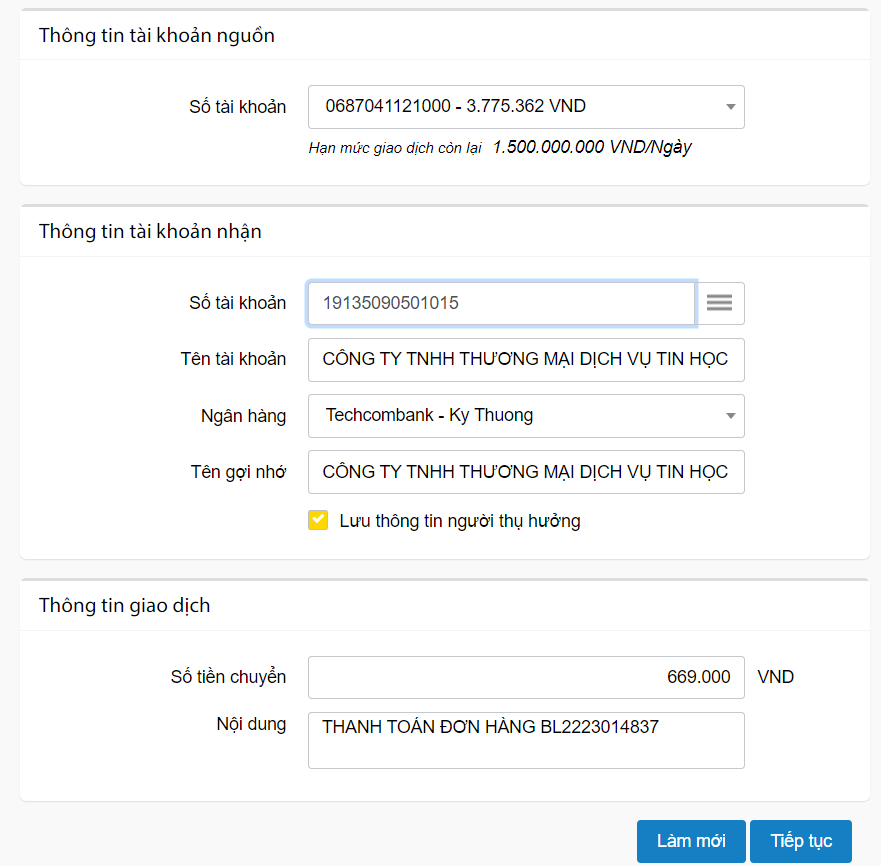 Thông tin tài khoản nguồn
Số tài khoản 0687041121000 - 3.775.362 VND
Hạn mức giao dịch còn lại 1.500.000.000 VND/Ngày
Thông tin tài khoản nhận
Số tài khoản 19135090501015
Tên tài khoản CÔNG TY TNHH THƯƠNG MẠI DỊCH VỤ TIN HỌC
Ngân hàng Techcombank - Ky Thuong
Tên gợi nhớ CÔNG TY TNHH THƯƠNG MẠI DỊCH VỤ TIN HỌC
Lưu thông tin người thụ hưởng
Thông tin giao dịch
Số tiền chuyển 669.000 VND
Nội dung THANH TOÁN ĐƠN HÀNG BL2223014837
Làm mới Tiếp tục